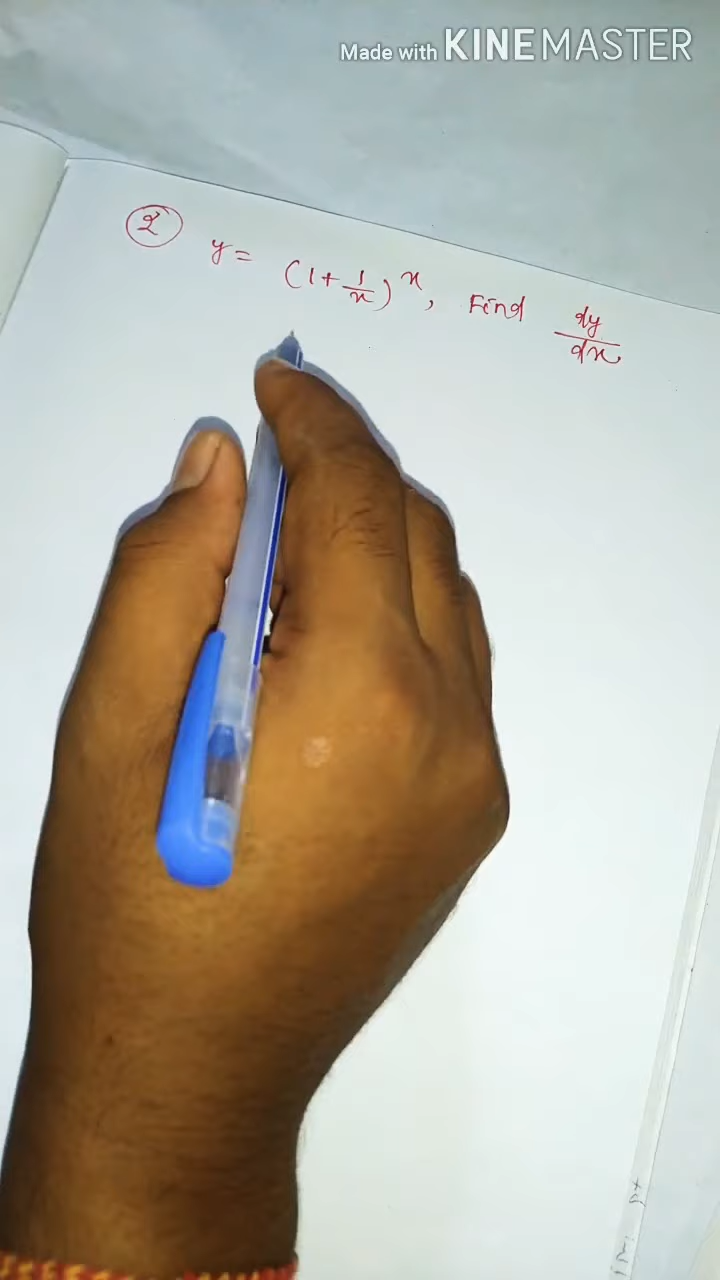 Made with KINEMASTER
② y = (1 + 1/x)^x, Find dy/dx